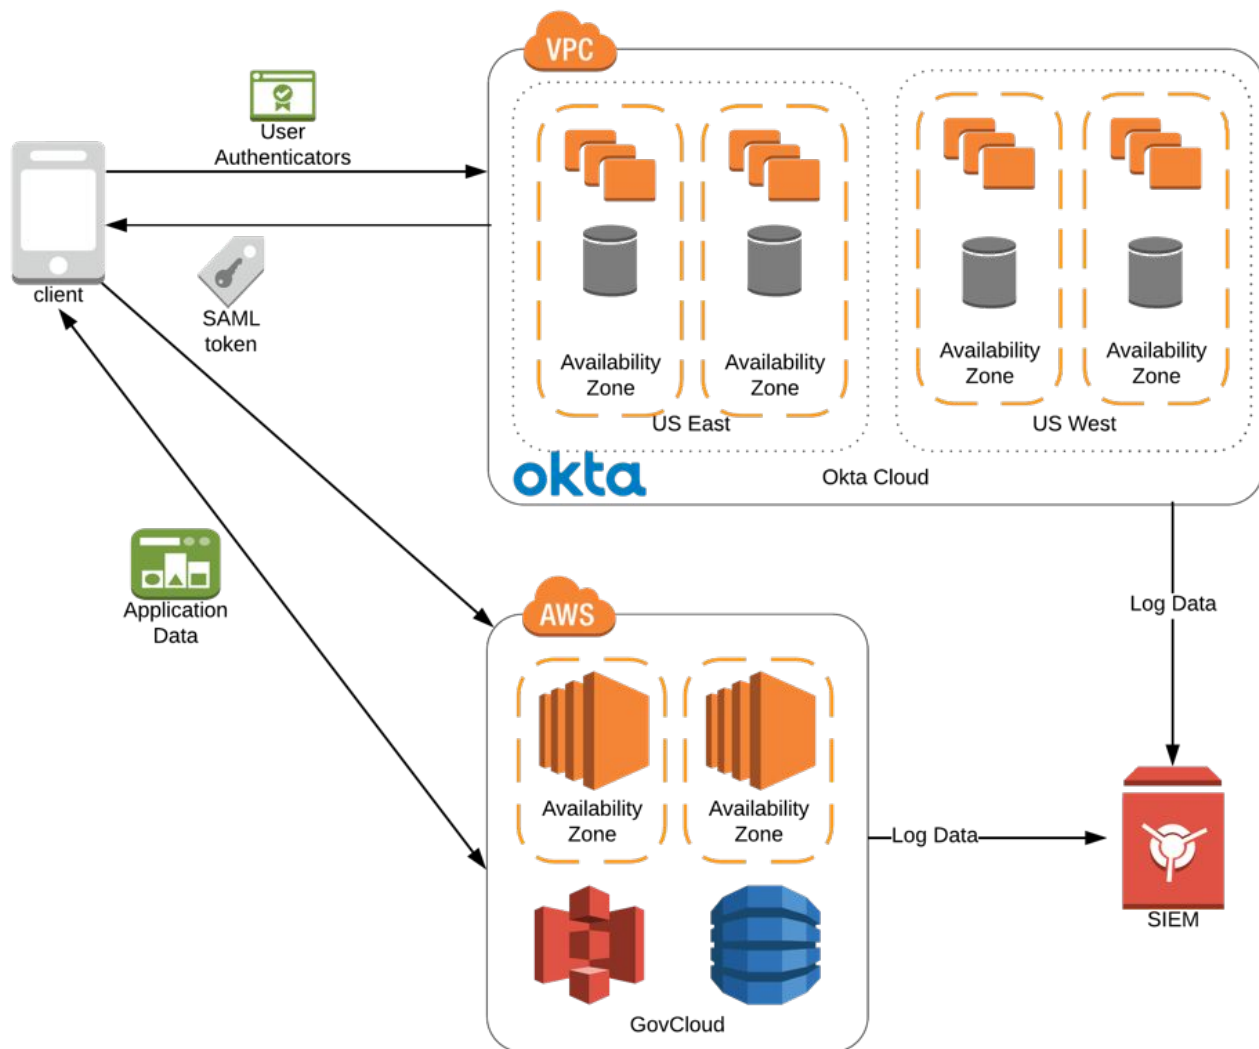 VPC
User
Authenticators
client
SAML
token
Availability
Zone
Availability
Zone
US East
Availability
Zone
Availability
Zone
US West
okta
Okta Cloud
Application
Data
AWS
Availability
Zone
Availability
Zone
GovCloud
Log Data
Log Data
SIEM